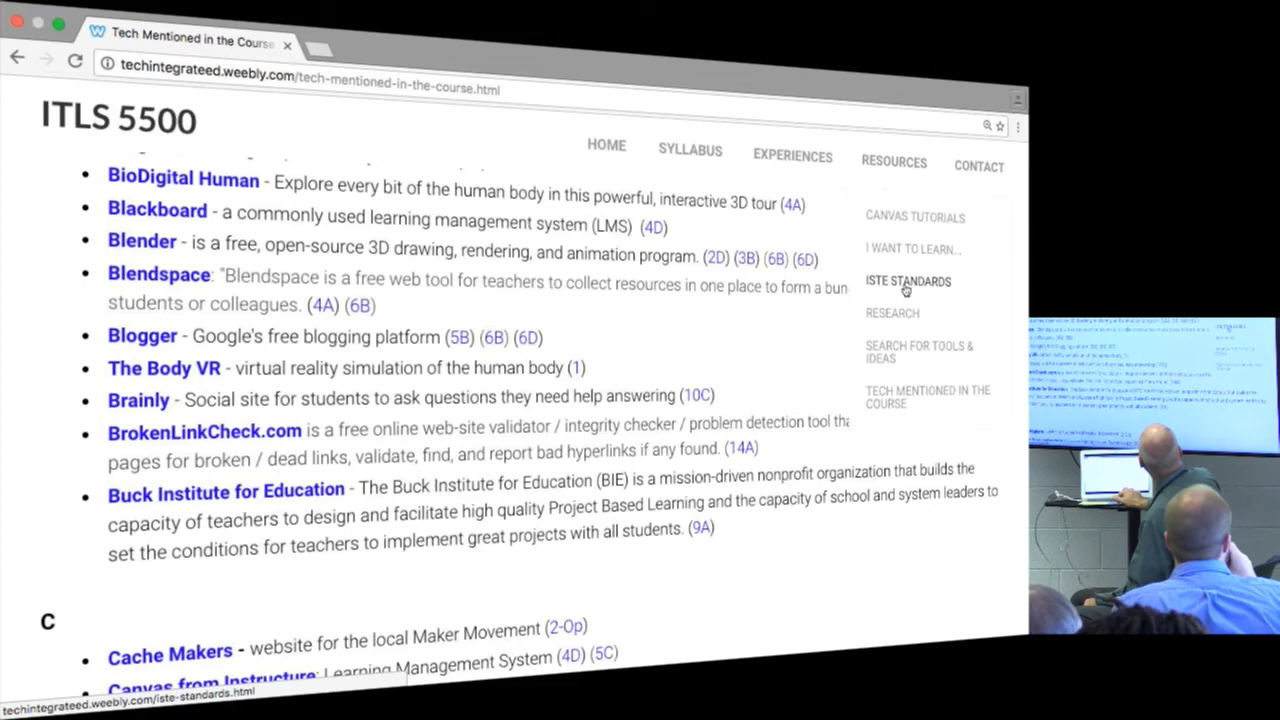 Tech Mentioned in the Course
techintegrateed.weebly.com/tech-mentioned-in-the-course.html
ITLS 5500
HOME
SYLLABUS
EXPERIENCES
RESOURCES
CONTACT
BioDigital Human - Explore every bit of the human body in this powerful, interactive 3D tour (4A)
Blackboard - a commonly used learning management system (LMS) (4D)
Blender - is a free, open-source 3D drawing, rendering, and animation program. (2D) (3B) (6B) (6D)
Blendspace: "Blendspace is a free web tool for teachers to collect resources in one place to form a bun
students or colleagues. (4A) (6B)
Blogger - Google's free blogging platform (5B) (6B) (6D)
The Body VR - virtual reality simulation of the human body (1)
Brainly - Social site for students to ask questions they need help answering (10C)
BrokenLinkCheck.com is a free online web-site validator / integrity checker / problem detection tool tha
pages for broken / dead links, validate, find, and report bad hyperlinks if any found. (14A)
Buck Institute for Education - The Buck Institute for Education (BIE) is a mission-driven nonprofit organization that builds the
capacity of teachers to design and facilitate high quality Project Based Learning and the capacity of school and system leaders to
set the conditions for teachers to implement great projects with all students. (9A)
CANVAS TUTORIALS
I WANT TO LEARN...
ISTE STANDARDS
RESEARCH
SEARCH FOR TOOLS &
IDEAS
TECH MENTIONED IN THE
COURSE
C
Cache Makers - website for the local Maker Movement (2-Op)
Canvas from Instructure: Learning Management System (4D) (5C)
techintegrateed.weebly.com/iste-standards.html